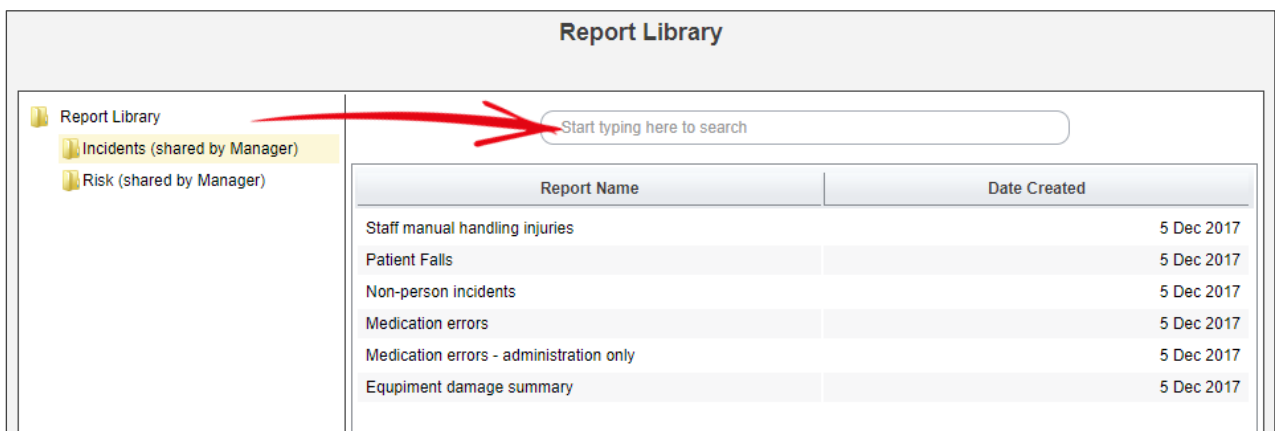 Report Library
Report Library
Incidents (shared by Manager)
Risk (shared by Manager)
Start typing here to search
Report Name Date Created
Staff manual handling injuries 5 Dec 2017
Patient Falls 5 Dec 2017
Non-person incidents 5 Dec 2017
Medication errors 5 Dec 2017
Medication errors - administration only 5 Dec 2017
Equpiment damage summary 5 Dec 2017